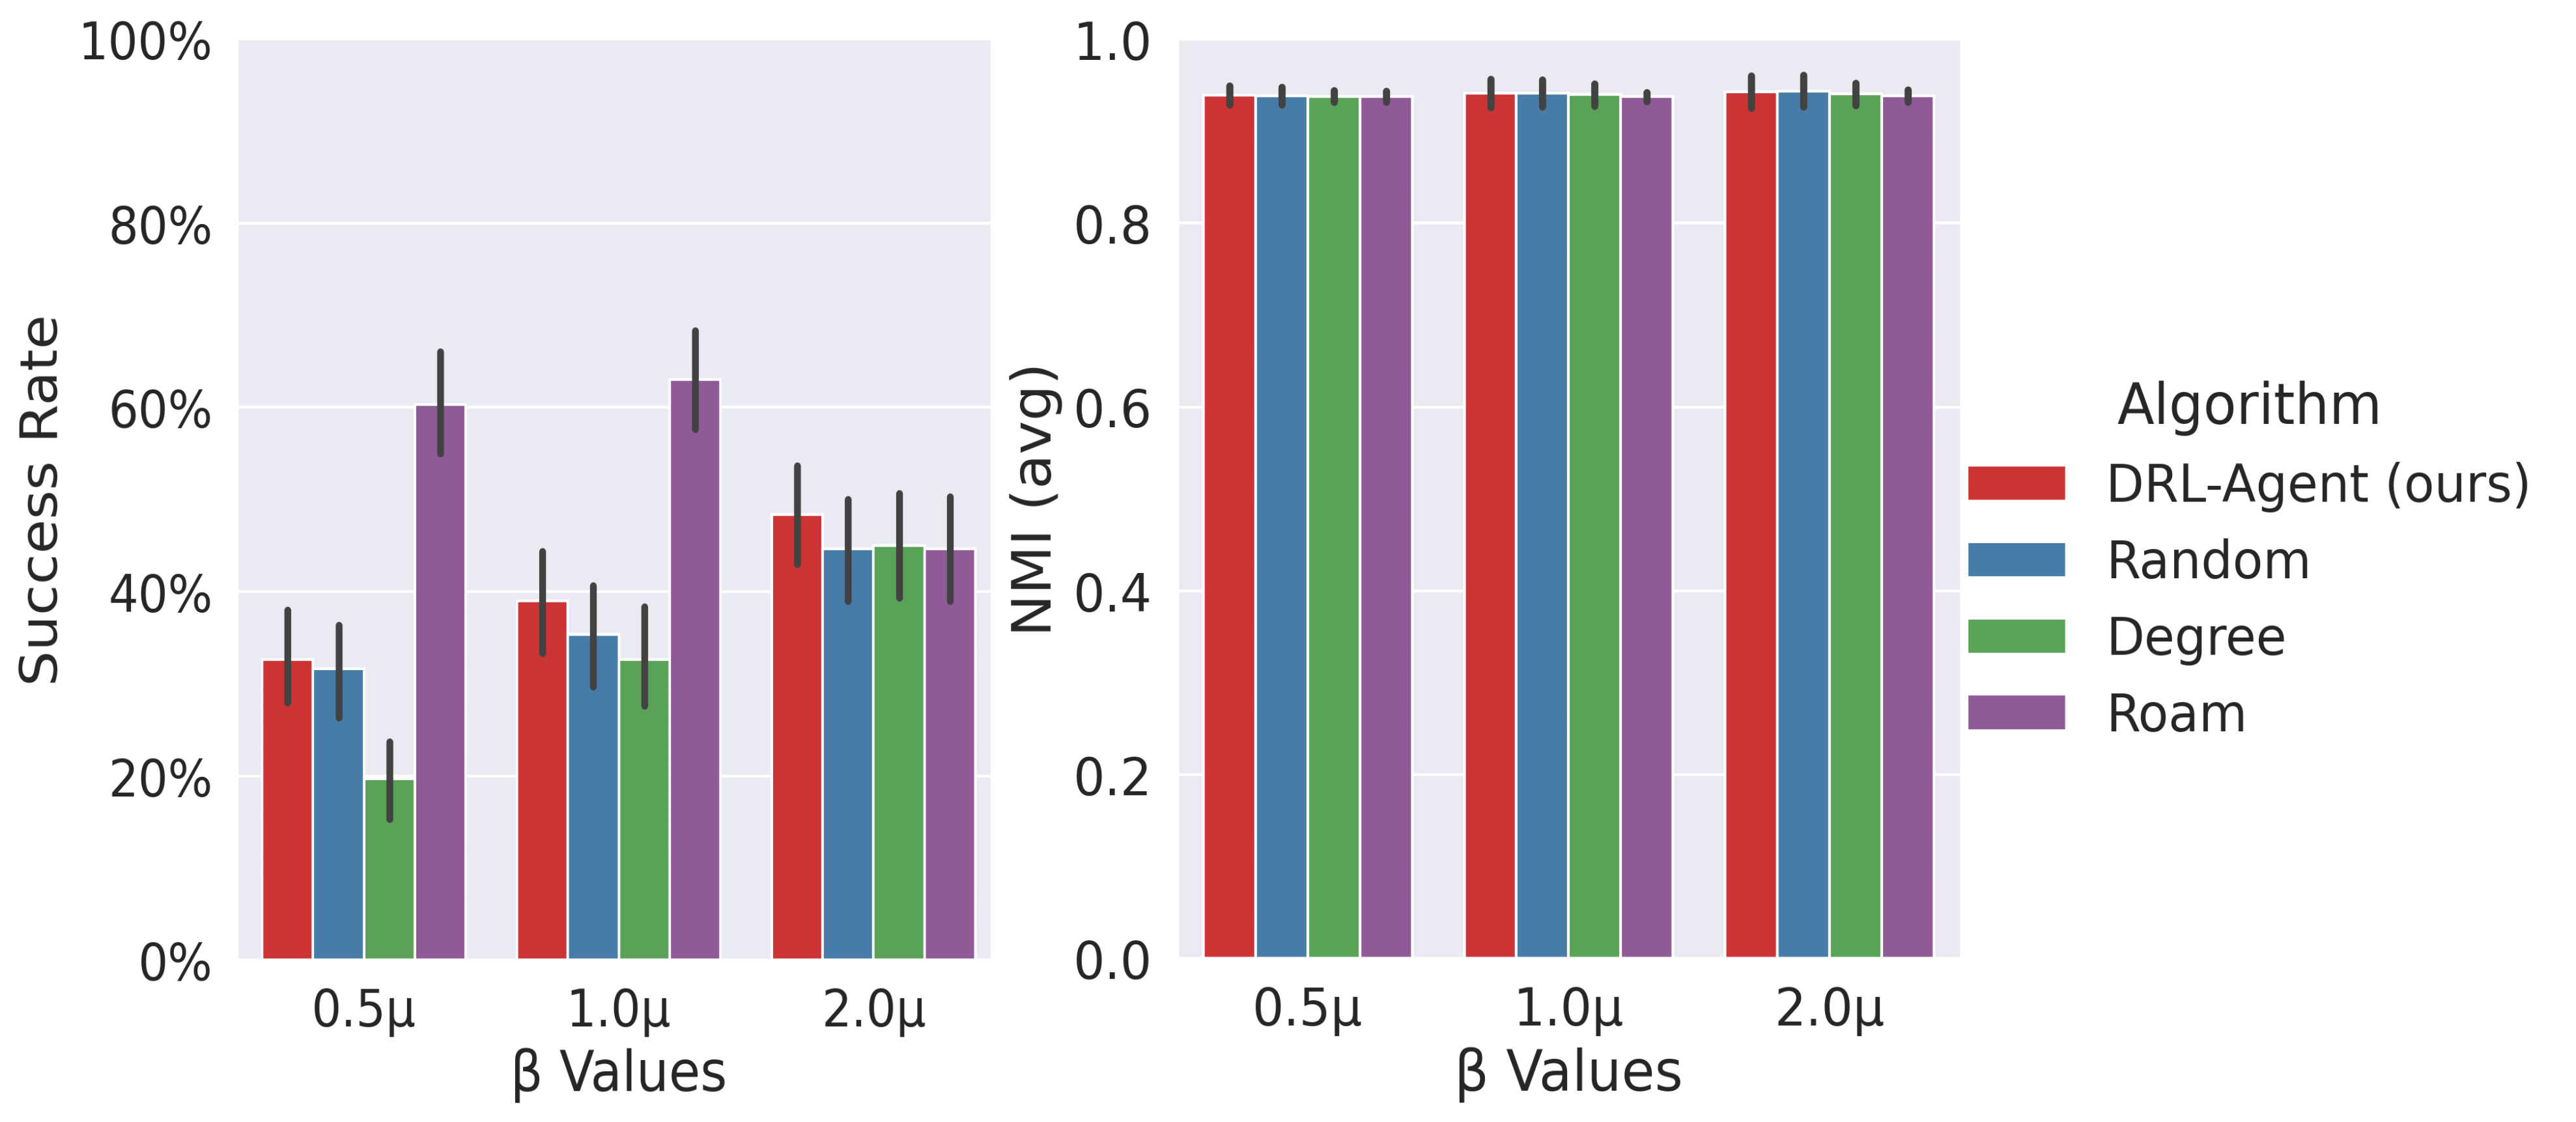 100%
80%
60%
40%
20%
0%
Success Rate
0.5μ 1.0μ 2.0μ
β Values
1.0
0.8
0.6
0.4
0.2
0.0
NMI (avg)
0.5μ 1.0μ 2.0μ
β Values
Algorithm
DRL-Agent (ours)
Random
Degree
Roam